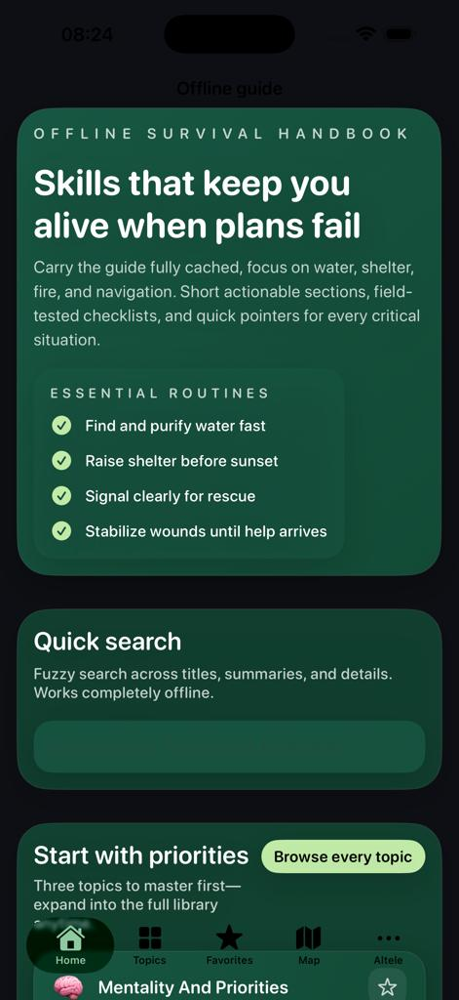 08:24
Offline guide
OFFLINE SURVIVAL HANDBOOK
Skills that keep you
alive when plans fail
Carry the guide fully cached, focus on water, shelter,
fire, and navigation. Short actionable sections, field-
tested checklists, and quick pointers for every critical
situation.
ESSENTIAL ROUTINES
Find and purify water fast
Raise shelter before sunset
Signal clearly for rescue
Stabilize wounds until help arrives
Quick search
Fuzzy search across titles, summaries, and details.
Works completely offline.
Start with priorities
Browse every topic
Three topics to master first—
expand into the full library
Home
Topics
Favorites
Map
Altele
Mentality And Priorities